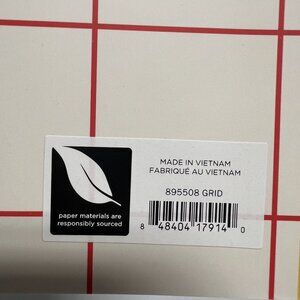 MADE IN VIETNAM
FABRIQUÉ AU VIETNAM
895508 GRID
paper materials are
responsibly sourced
8 48404 17914 0